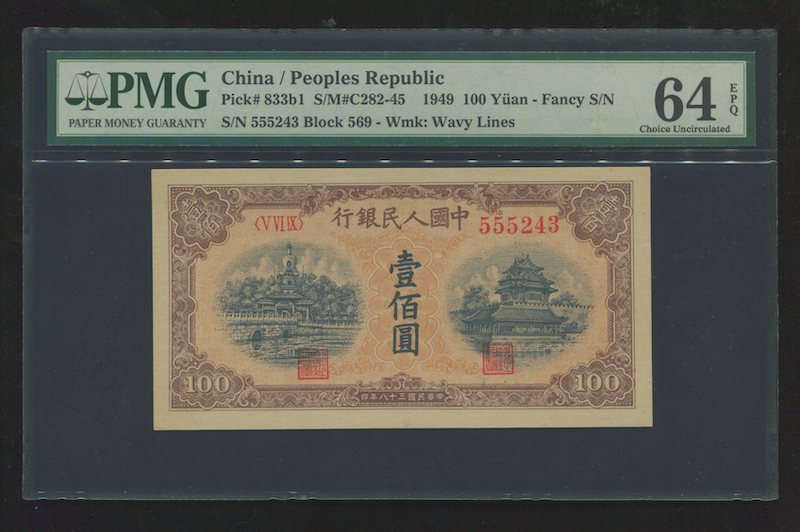 PMG
PAPER MONEY GUARANTY
China / Peoples Republic
Pick# 833b1 S/M#C282-45 1949 100 Yüan - Fancy S/N
S/N 555243 Block 569 - Wmk: Wavy Lines
64
EPQ
Choice Uncirculated
壹佰
壹佰
中國人民銀行
〈V VI IX〉
555243
壹佰圓
100
100
中華民國三十八年印